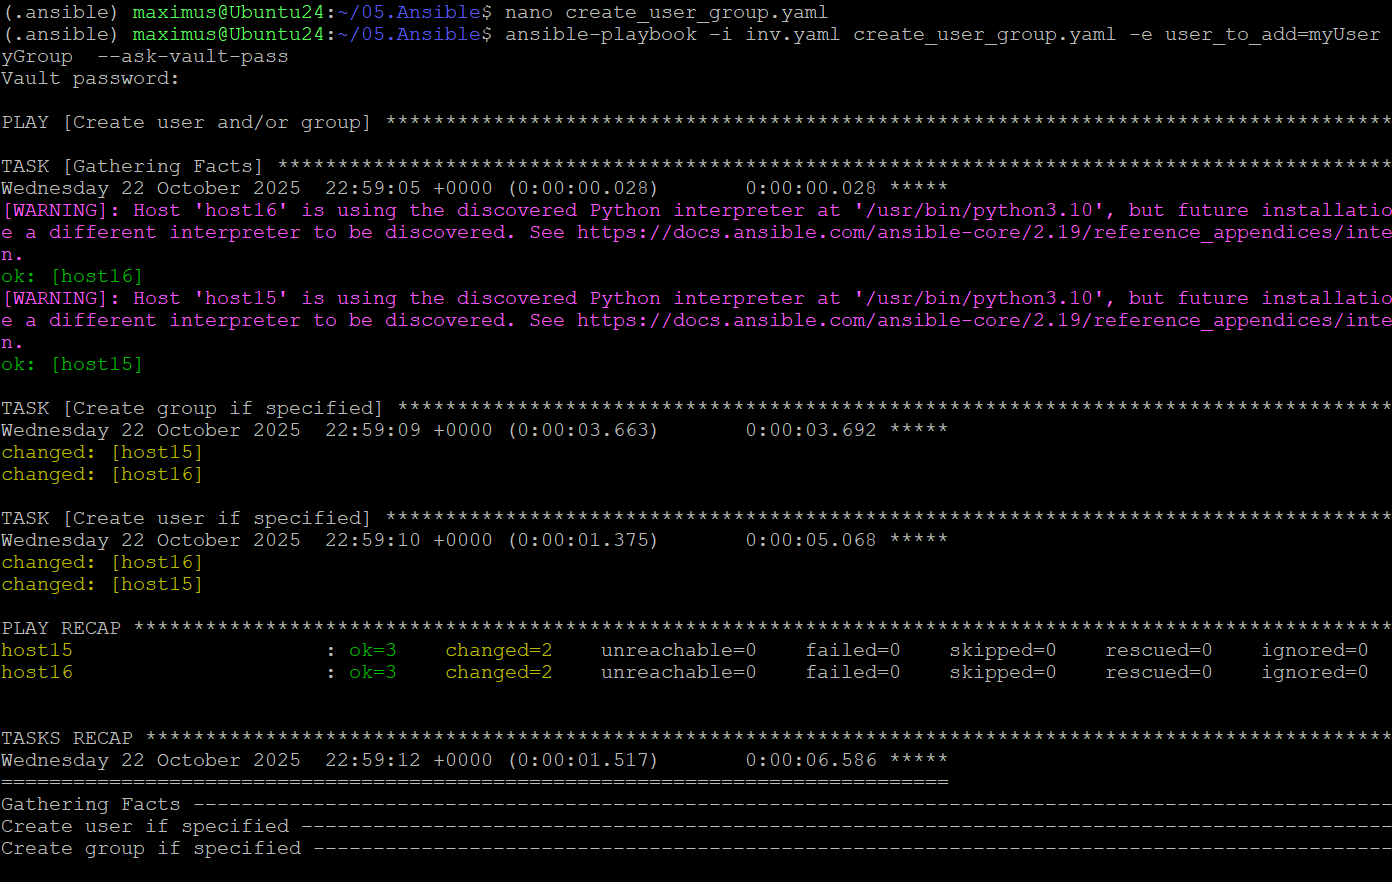 (.ansible) maximus@Ubuntu24:~/05.Ansible$ nano create_user_group.yaml
(.ansible) maximus@Ubuntu24:~/05.Ansible$ ansible-playbook -i inv.yaml create_user_group.yaml -e user_to_add=myUser
yGroup  --ask-vault-pass
Vault password:
PLAY [Create user and/or group] ************************************************************************************
TASK [Gathering Facts] *********************************************************************************************
Wednesday 22 October 2025  22:59:05 +0000 (0:00:00.028)       0:00:00.028 *****
[WARNING]: Host 'host16' is using the discovered Python interpreter at '/usr/bin/python3.10', but future installatio
e a different interpreter to be discovered. See https://docs.ansible.com/ansible-core/2.19/reference_appendices/inte
n.
ok: [host16]
[WARNING]: Host 'host15' is using the discovered Python interpreter at '/usr/bin/python3.10', but future installatio
e a different interpreter to be discovered. See https://docs.ansible.com/ansible-core/2.19/reference_appendices/inte
n.
ok: [host15]
TASK [Create group if specified] ***********************************************************************************
Wednesday 22 October 2025  22:59:09 +0000 (0:00:03.663)       0:00:03.692 *****
changed: [host15]
changed: [host16]
TASK [Create user if specified] ************************************************************************************
Wednesday 22 October 2025  22:59:10 +0000 (0:00:01.375)       0:00:05.068 *****
changed: [host16]
changed: [host15]
PLAY RECAP *********************************************************************************************************
host15                     : ok=3    changed=2    unreachable=0    failed=0    skipped=0    rescued=0    ignored=0
host16                     : ok=3    changed=2    unreachable=0    failed=0    skipped=0    rescued=0    ignored=0
TASKS RECAP ********************************************************************************************************
Wednesday 22 October 2025  22:59:12 +0000 (0:00:01.517)       0:00:06.586 *****
===============================================================================
Gathering Facts ----------------------------------------------------------------------------------------------------
Create user if specified -------------------------------------------------------------------------------------------
Create group if specified ------------------------------------------------------------------------------------------